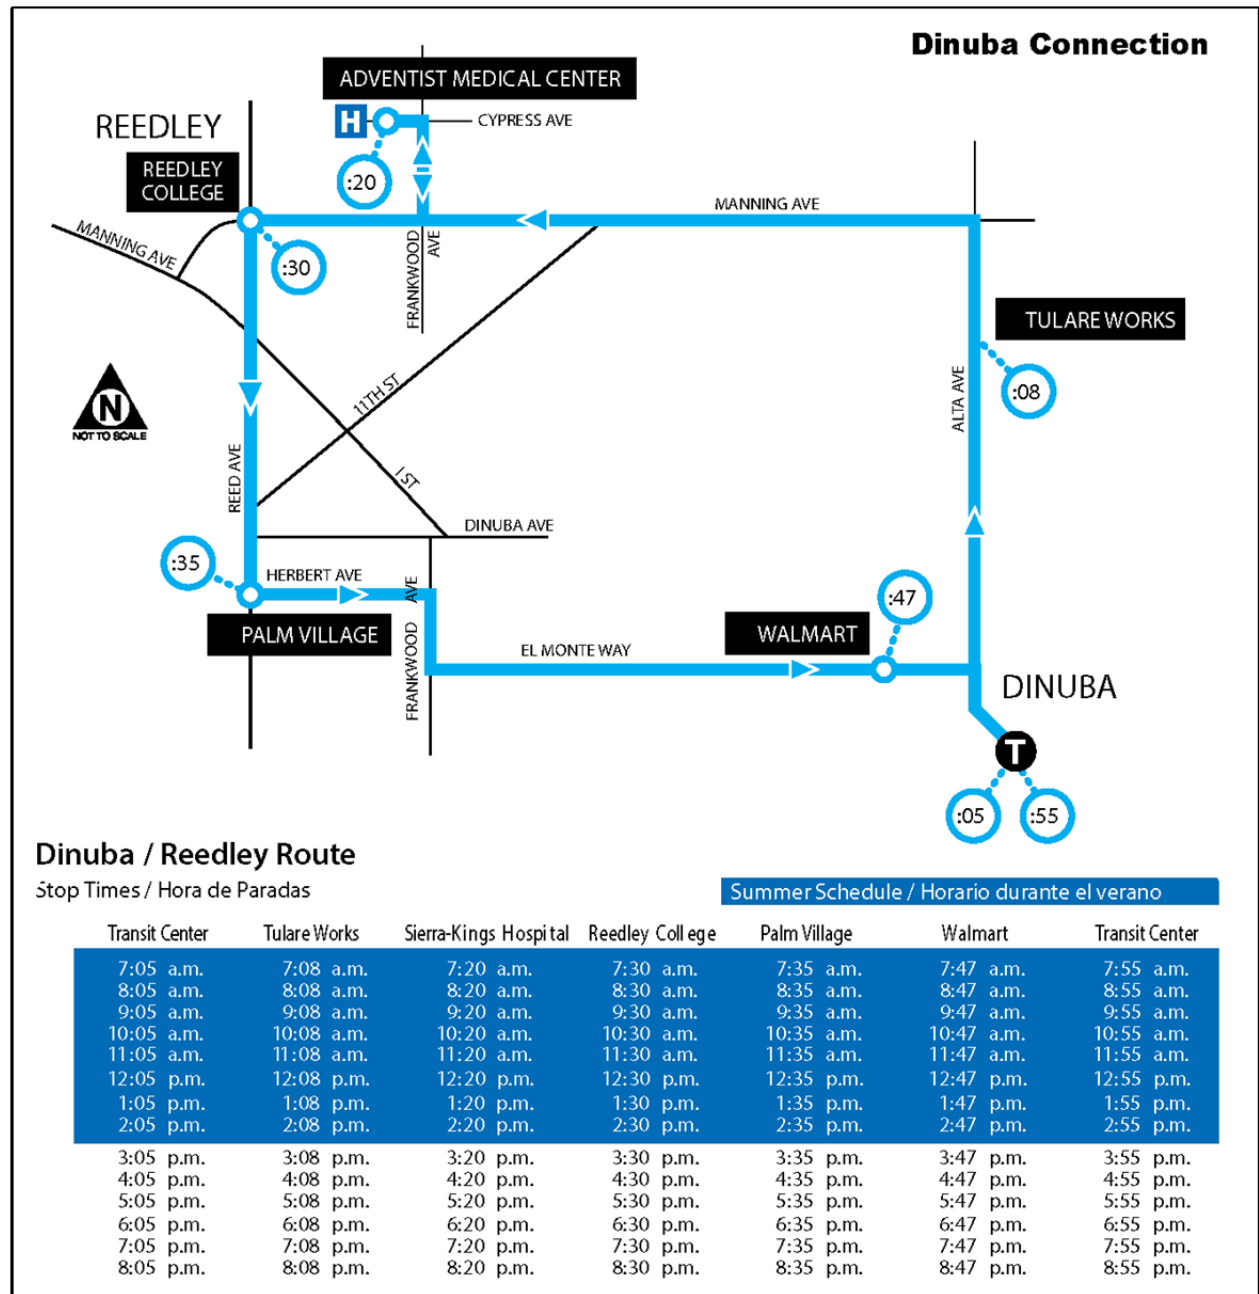 Dinuba Connection
ADVENTIST MEDICAL CENTER
H
CYPRESS AVE
REEDLEY
REEDLEY
COLLEGE
:20
MANNING AVE
MANNING AVE
FRANKWOOD
AVE
:30
TULARE WORKS
:08
ALTA AVE
11TH ST
N
NOT TO SCALE
REED AVE
I ST
DINUBA AVE
:35
HERBERT AVE
FRANKWOOD AVE
:47
PALM VILLAGE
WALMART
EL MONTE WAY
DINUBA
T
:05 :55
Dinuba / Reedley Route
Stop Times / Hora de Paradas
Summer Schedule / Horario durante el verano
Transit Center Tulare Works Sierra-Kings Hospital Reedley College Palm Village Walmart Transit Center
7:05 a.m. 7:08 a.m. 7:20 a.m. 7:30 a.m. 7:35 a.m. 7:47 a.m. 7:55 a.m.
8:05 a.m. 8:08 a.m. 8:20 a.m. 8:30 a.m. 8:35 a.m. 8:47 a.m. 8:55 a.m.
9:05 a.m. 9:08 a.m. 9:20 a.m. 9:30 a.m. 9:35 a.m. 9:47 a.m. 9:55 a.m.
10:05 a.m. 10:08 a.m. 10:20 a.m. 10:30 a.m. 10:35 a.m. 10:47 a.m. 10:55 a.m.
11:05 a.m. 11:08 a.m. 11:20 a.m. 11:30 a.m. 11:35 a.m. 11:47 a.m. 11:55 a.m.
12:05 p.m. 12:08 p.m. 12:20 p.m. 12:30 p.m. 12:35 p.m. 12:47 p.m. 12:55 p.m.
1:05 p.m. 1:08 p.m. 1:20 p.m. 1:30 p.m. 1:35 p.m. 1:47 p.m. 1:55 p.m.
2:05 p.m. 2:08 p.m. 2:20 p.m. 2:30 p.m. 2:35 p.m. 2:47 p.m. 2:55 p.m.
3:05 p.m. 3:08 p.m. 3:20 p.m. 3:30 p.m. 3:35 p.m. 3:47 p.m. 3:55 p.m.
4:05 p.m. 4:08 p.m. 4:20 p.m. 4:30 p.m. 4:35 p.m. 4:47 p.m. 4:55 p.m.
5:05 p.m. 5:08 p.m. 5:20 p.m. 5:30 p.m. 5:35 p.m. 5:47 p.m. 5:55 p.m.
6:05 p.m. 6:08 p.m. 6:20 p.m. 6:30 p.m. 6:35 p.m. 6:47 p.m. 6:55 p.m.
7:05 p.m. 7:08 p.m. 7:20 p.m. 7:30 p.m. 7:35 p.m. 7:47 p.m. 7:55 p.m.
8:05 p.m. 8:08 p.m. 8:20 p.m. 8:30 p.m. 8:35 p.m. 8:47 p.m. 8:55 p.m.